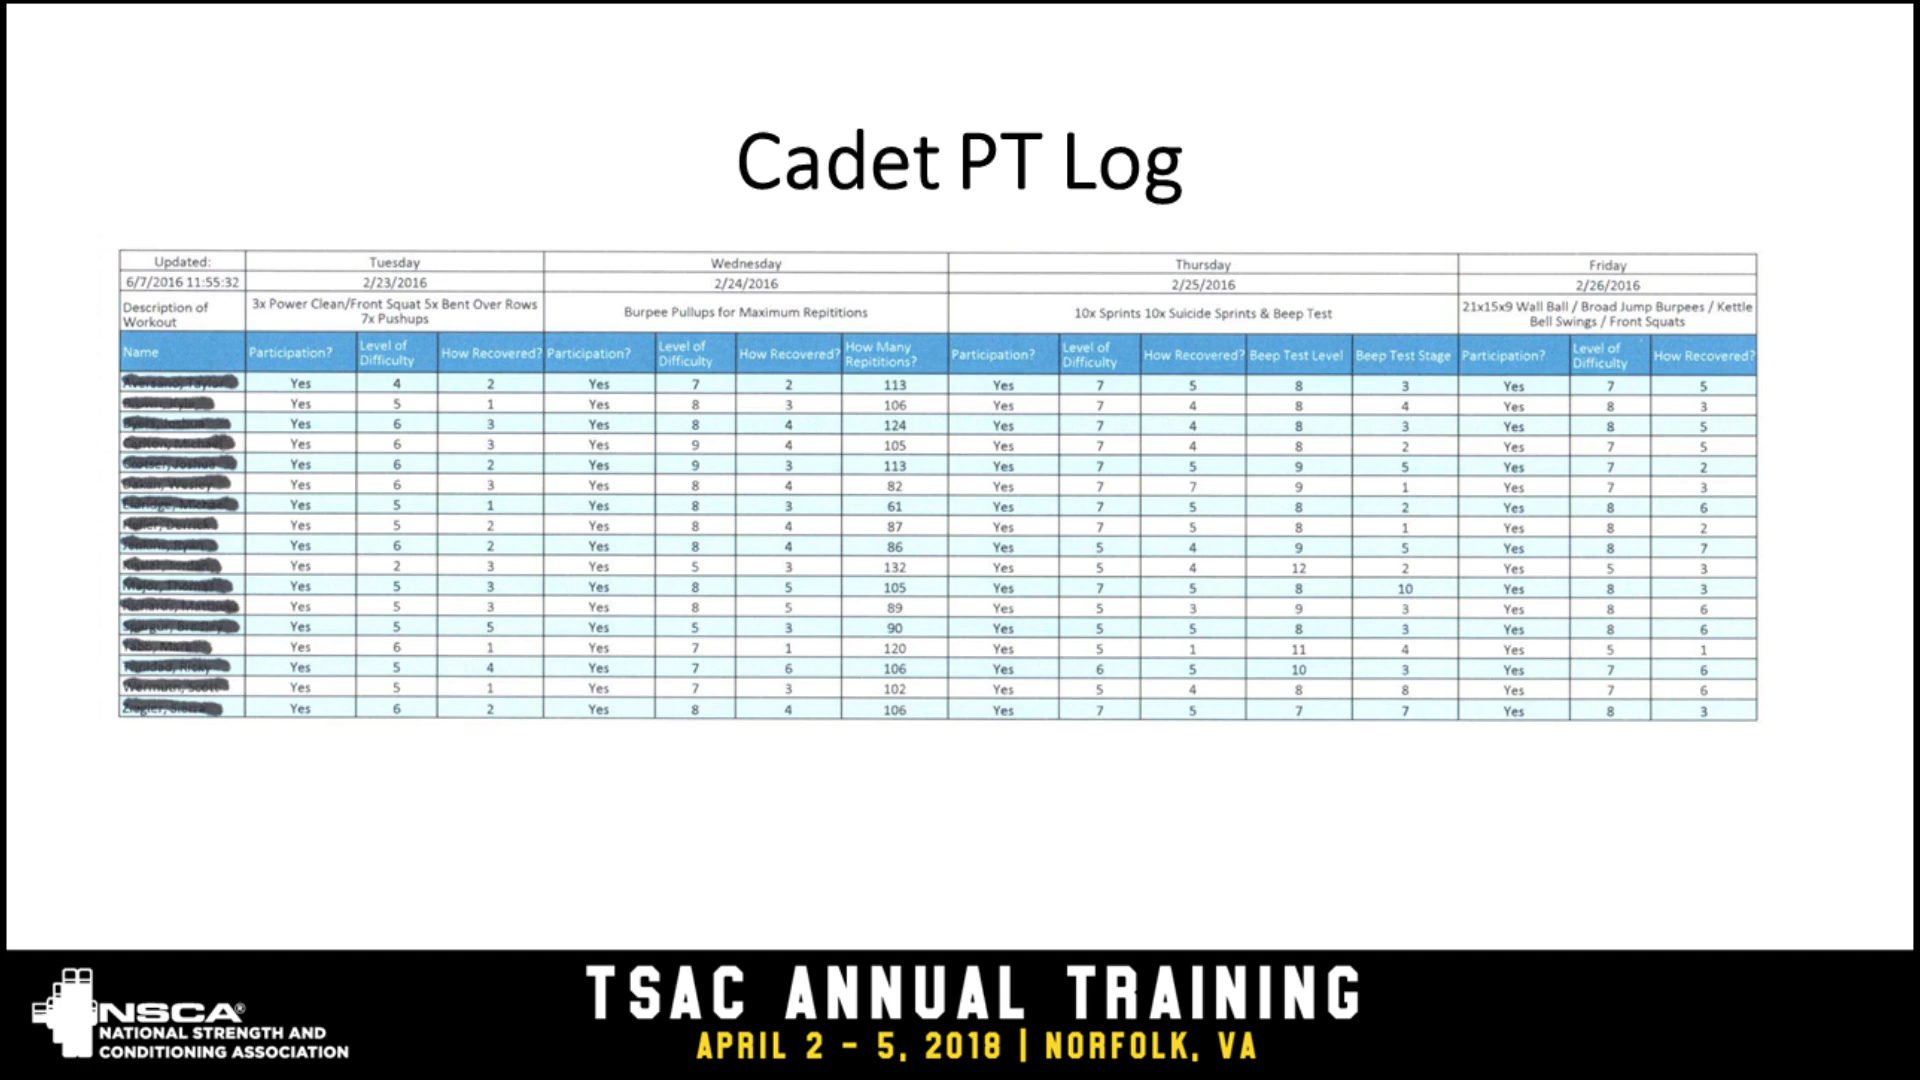 Cadet PT Log
Updated: Tuesday Wednesday Thursday Friday
6/7/2016 11:55:32 2/23/2016 2/24/2016 2/25/2016 2/26/2016
Description of Workout 3x Power Clean/Front Squat 5x Bent Over Rows 7x Pushups Burpee Pullups for Maximum Repititions 10x Sprints 10x Suicide Sprints & Beep Test 21x15x9 Wall Ball / Broad Jump Burpees / Kettle Bell Swings / Front Squats
Name Participation? Level of Difficulty How Recovered? Participation? Level of Difficulty How Recovered? How Many Repititions? Participation? Level of Difficulty How Recovered? Beep Test Level Beep Test Stage Participation? Level of Difficulty How Recovered?
Yes 4 2 Yes 7 2 113 Yes 7 5 8 3 Yes 7 5
Yes 5 1 Yes 8 3 106 Yes 7 4 8 4 Yes 8 3
Yes 6 3 Yes 8 4 124 Yes 7 4 8 3 Yes 8 5
Yes 6 3 Yes 9 4 105 Yes 7 4 8 2 Yes 7 5
Yes 6 2 Yes 9 3 113 Yes 7 5 9 5 Yes 7 2
Yes 6 3 Yes 8 4 82 Yes 7 7 9 1 Yes 7 3
Yes 5 1 Yes 8 3 61 Yes 7 5 8 2 Yes 8 6
Yes 5 2 Yes 8 4 87 Yes 7 5 8 1 Yes 8 2
Yes 6 2 Yes 8 4 86 Yes 5 4 9 5 Yes 8 7
Yes 2 3 Yes 5 3 132 Yes 5 4 12 2 Yes 5 3
Yes 5 3 Yes 8 5 105 Yes 7 5 8 10 Yes 8 3
Yes 5 3 Yes 8 5 89 Yes 5 3 9 3 Yes 8 6
Yes 5 5 Yes 5 3 90 Yes 5 5 8 3 Yes 8 6
Yes 6 1 Yes 7 1 120 Yes 5 1 11 4 Yes 5 1
Yes 5 4 Yes 7 6 106 Yes 6 5 10 3 Yes 7 6
Yes 5 1 Yes 7 3 102 Yes 5 4 8 8 Yes 7 6
Yes 6 2 Yes 8 4 106 Yes 7 5 7 7 Yes 8 3
NSCA®
NATIONAL STRENGTH AND
CONDITIONING ASSOCIATION
TSAC ANNUAL TRAINING
APRIL 2 - 5, 2018 | NORFOLK, VA